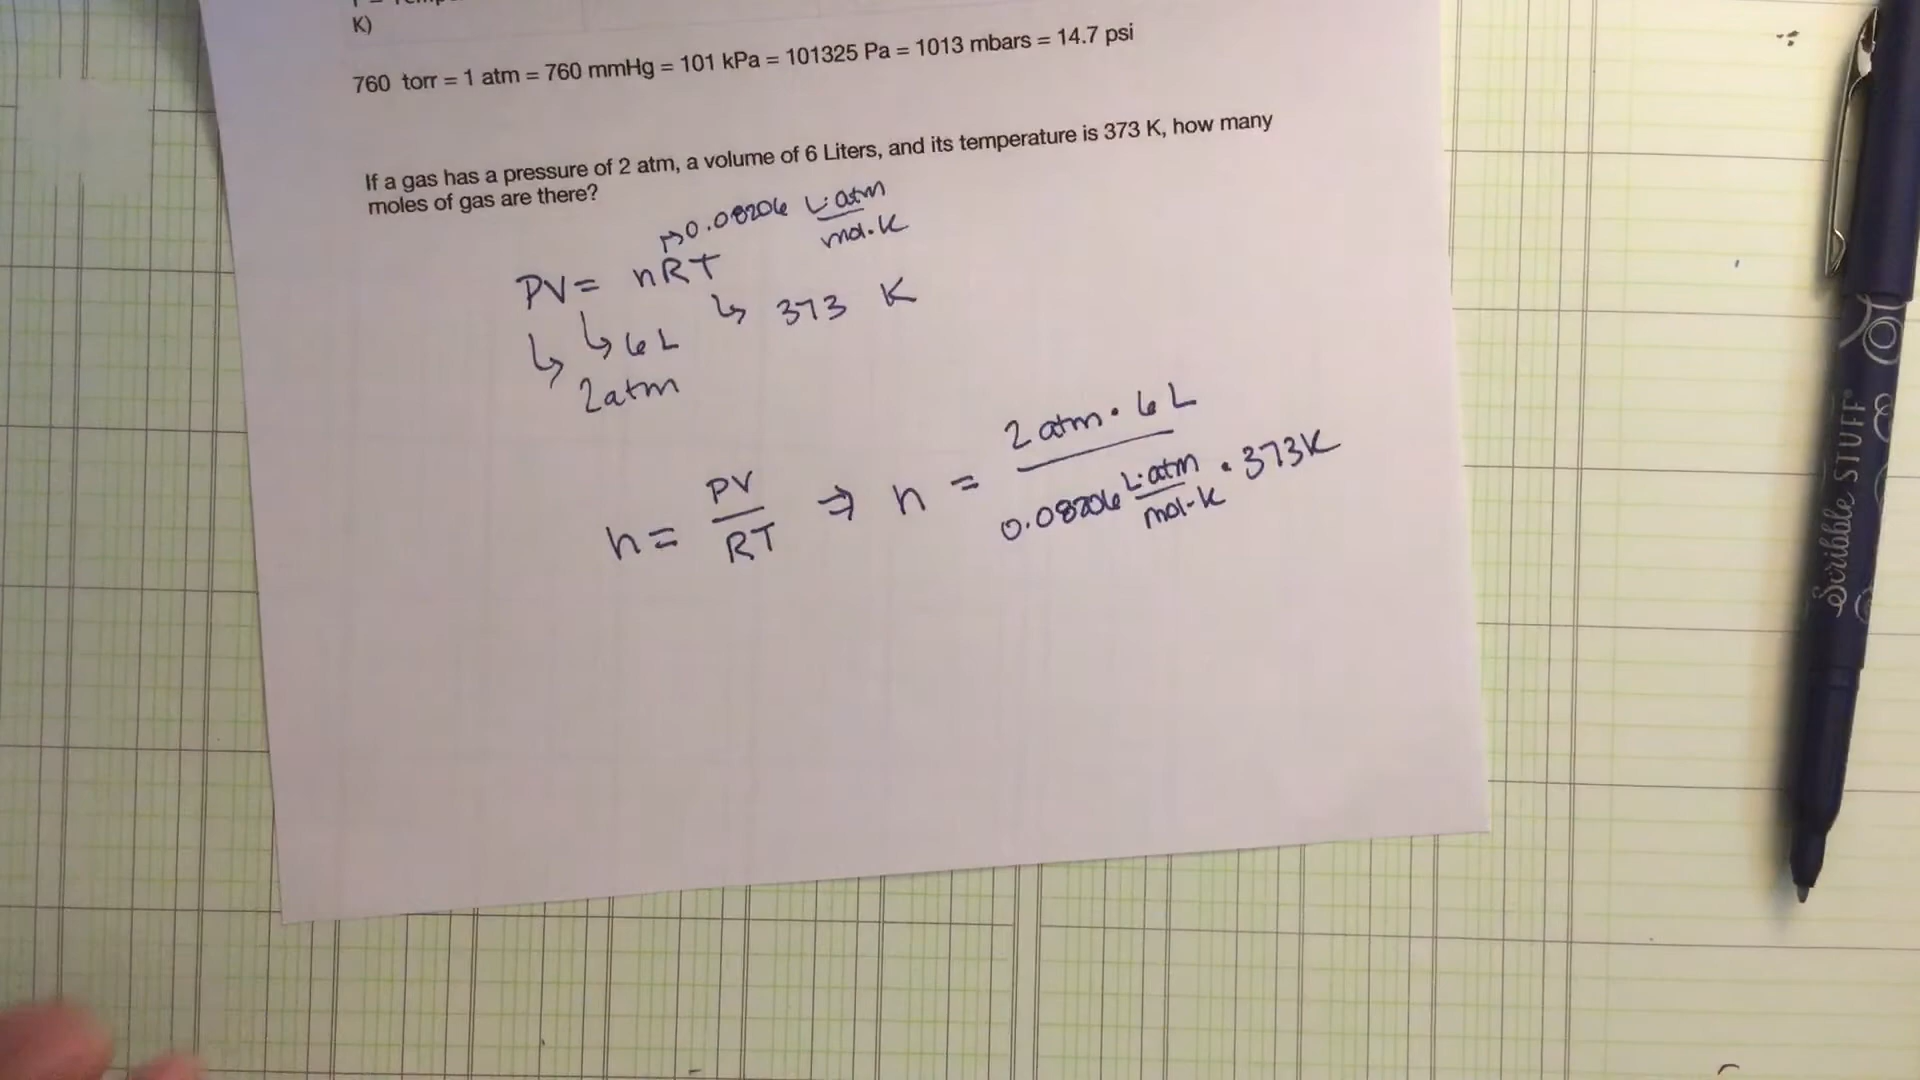 K)
760 torr = 1 atm = 760 mmHg = 101 kPa = 101325 Pa = 1013 mbars = 14.7 psi
If a gas has a pressure of 2 atm, a volume of 6 Liters, and its temperature is 373 K, how many
moles of gas are there?
0.08206 L·atm
mol·K
PV = nRT
373 K
6 L
2 atm
n = PV / RT ⇒ n = 2 atm · 6 L
0.08206 L·atm / mol·K · 373K
Scribble STUFF